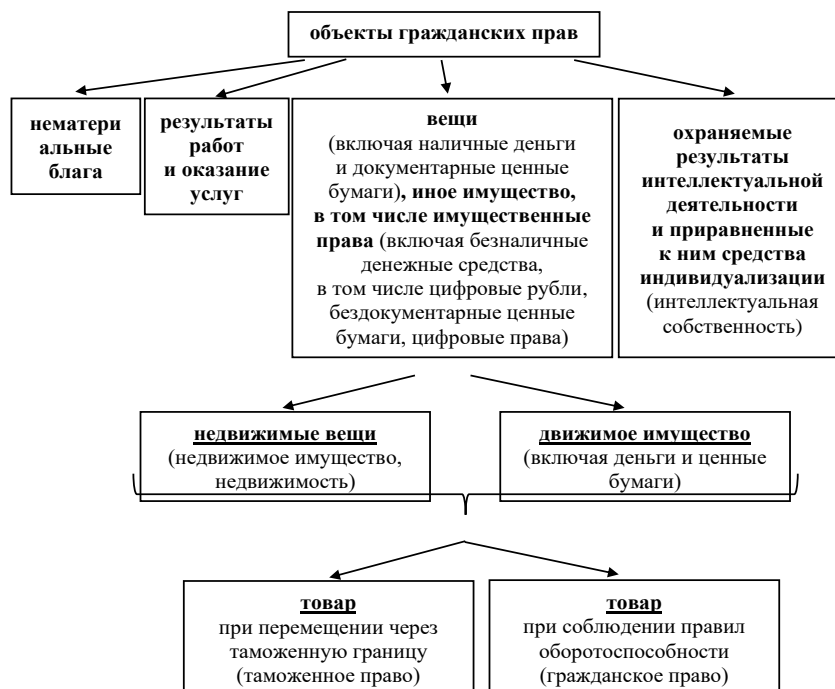 объекты гражданских прав
нематери
альные
блага
результаты
работ
и оказание
услуг
вещи
(включая наличные деньги
и документарные ценные
бумаги), иное имущество,
в том числе имущественные
права (включая безналичные
денежные средства,
в том числе цифровые рубли,
бездокументарные ценные
бумаги, цифровые права)
охраняемые
результаты
интеллектуальной
деятельности
и приравненные
к ним средства
индивидуализации
(интеллектуальная
собственность)
недвижимые вещи
(недвижимое имущество,
недвижимость)
движимое имущество
(включая деньги и ценные
бумаги)
товар
при перемещении через
таможенную границу
(таможенное право)
товар
при соблюдении правил
оборотоспособности
(гражданское право)